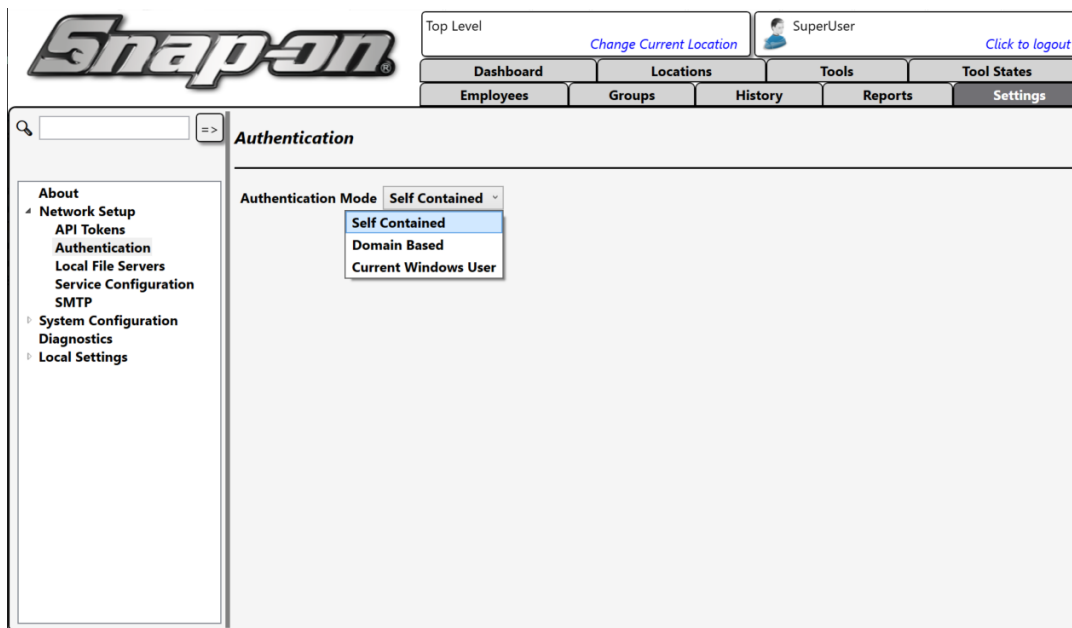 Snap-on®
Top Level
Change Current Location
SuperUser
Click to logout
Dashboard Locations Tools Tool States
Employees Groups History Reports Settings
=>
Authentication
About
Network Setup
API Tokens
Authentication
Local File Servers
Service Configuration
SMTP
System Configuration
Diagnostics
Local Settings
Authentication Mode Self Contained
Self Contained
Domain Based
Current Windows User